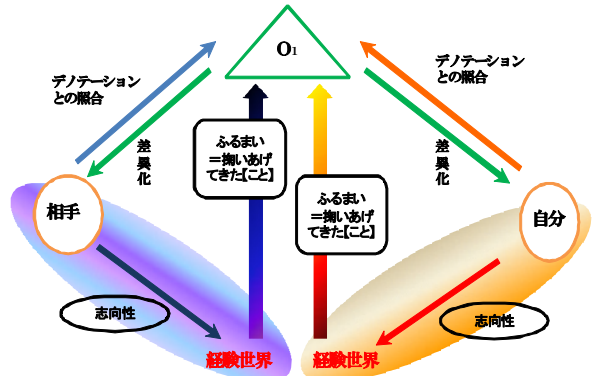 O1
デノテーション
との照合
デノテーション
との照合
差異化
差異化
ふるまい
＝掬いあげ
てきた【こと】
ふるまい
＝掬いあげ
てきた【こと】
相手
自分
志向性
志向性
経験世界
経験世界